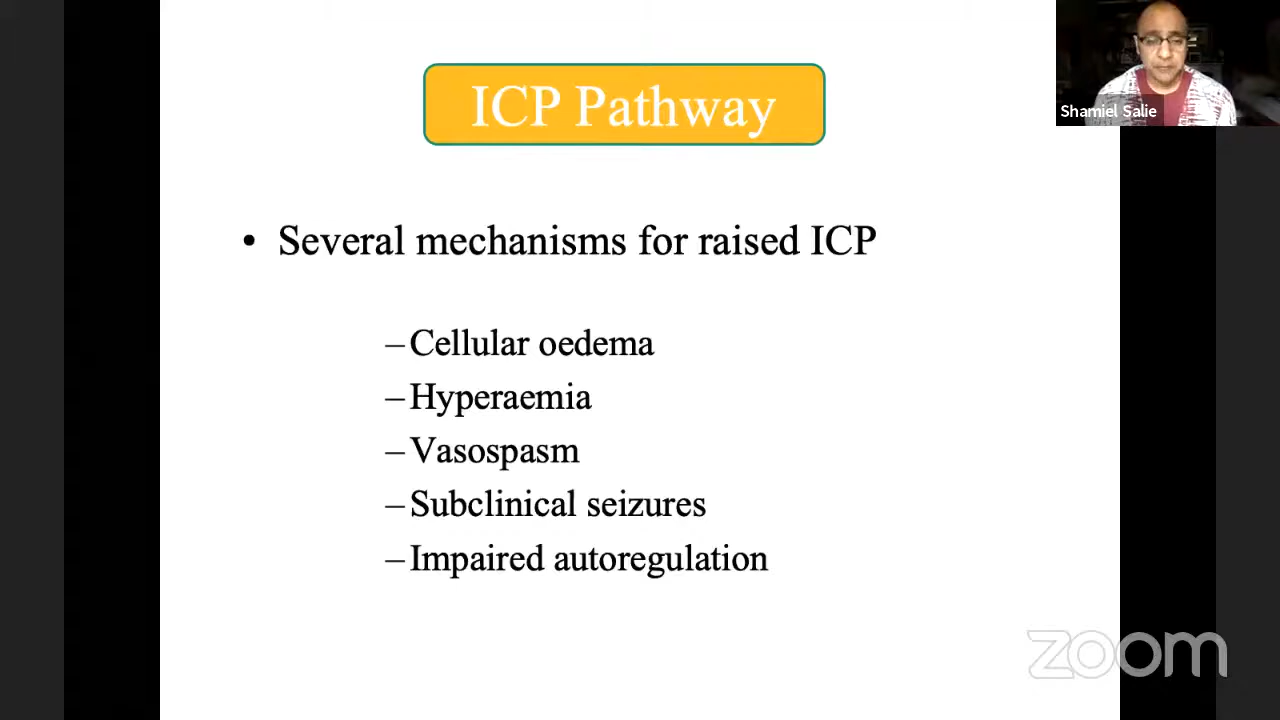 ICP Pathway
Shamiel Salie
• Several mechanisms for raised ICP
– Cellular oedema
– Hyperaemia
– Vasospasm
– Subclinical seizures
– Impaired autoregulation
zoom